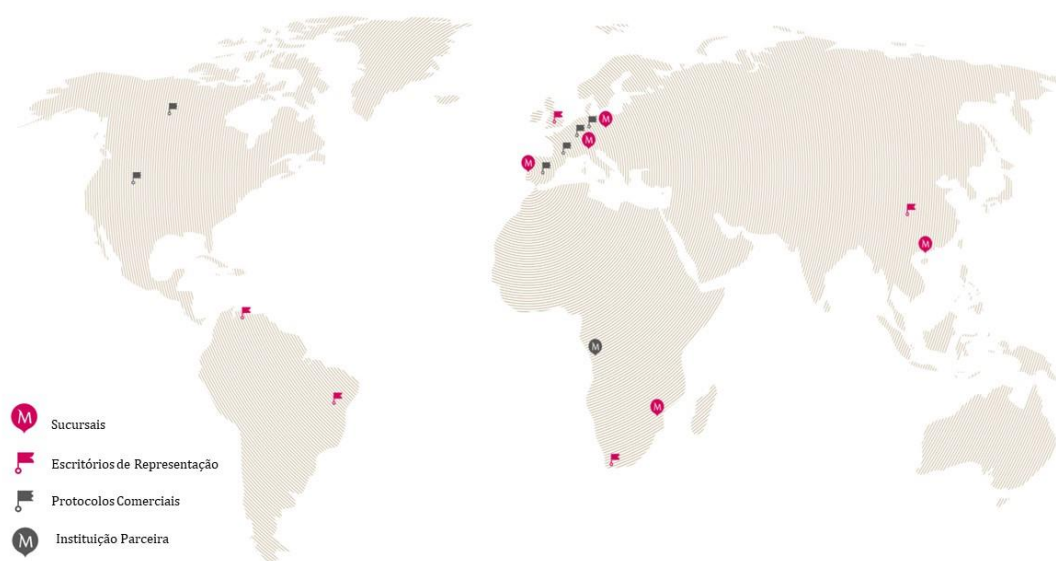 M
M
M
M
M
M
M
Sucursais
Escritórios de Representação
Protocolos Comerciais
M
Instituição Parceira
M